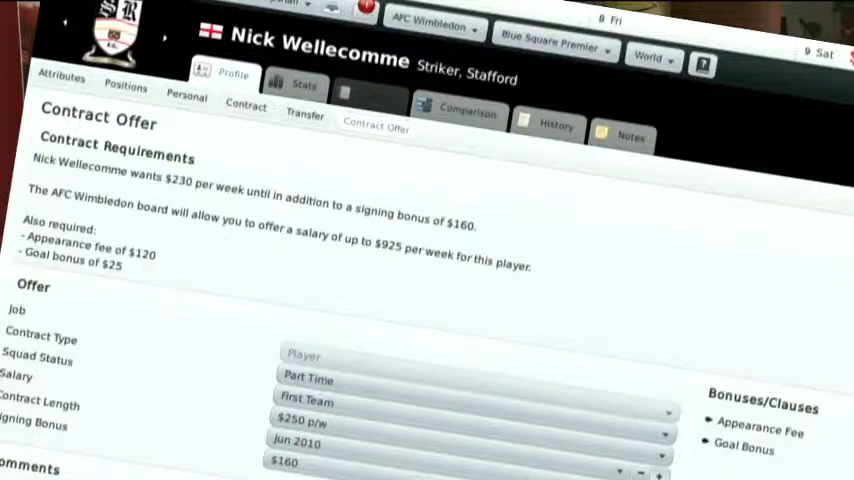 AFC Wimbledon
Blue Square Premier
World
?
8 Fri
9 Sat
SR
F.C.
Nick Wellecomme Striker, Stafford
Profile
Stats
Comparison
History
Notes
Attributes
Positions
Personal
Contract
Transfer
Contract Offer
Contract Offer
Contract Requirements
Nick Wellecomme wants $230 per week until in addition to a signing bonus of $160.
The AFC Wimbledon board will allow you to offer a salary of up to $925 per week for this player.
Also required:
- Appearance fee of $120
- Goal bonus of $25
Offer
Job
Player
Contract Type
Part Time
Squad Status
First Team
Salary
$250 p/w
Contract Length
Jun 2010
igning Bonus
$160
Bonuses/Clauses
Appearance Fee
Goal Bonus
omments